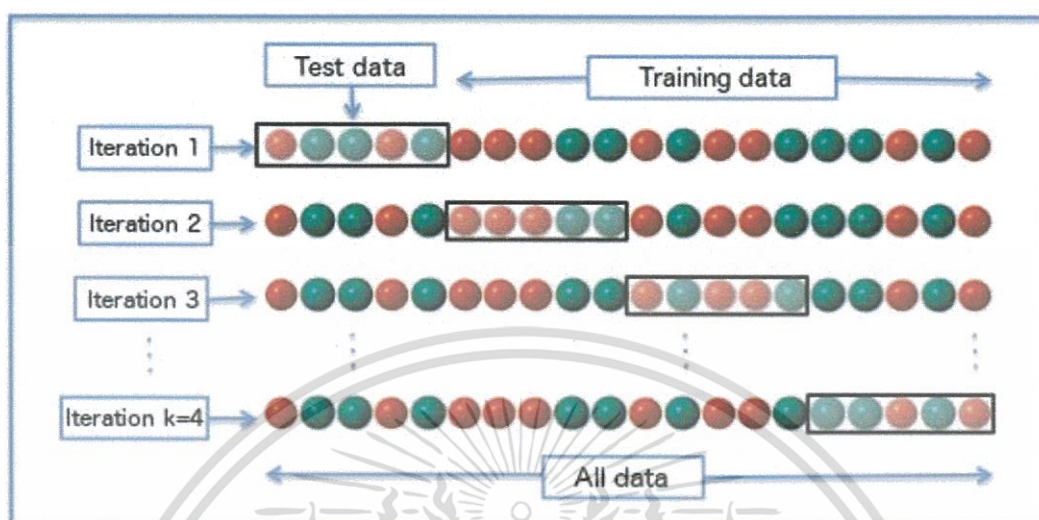 Test data
Training data
Iteration 1
Iteration 2
Iteration 3
Iteration k=4
All data